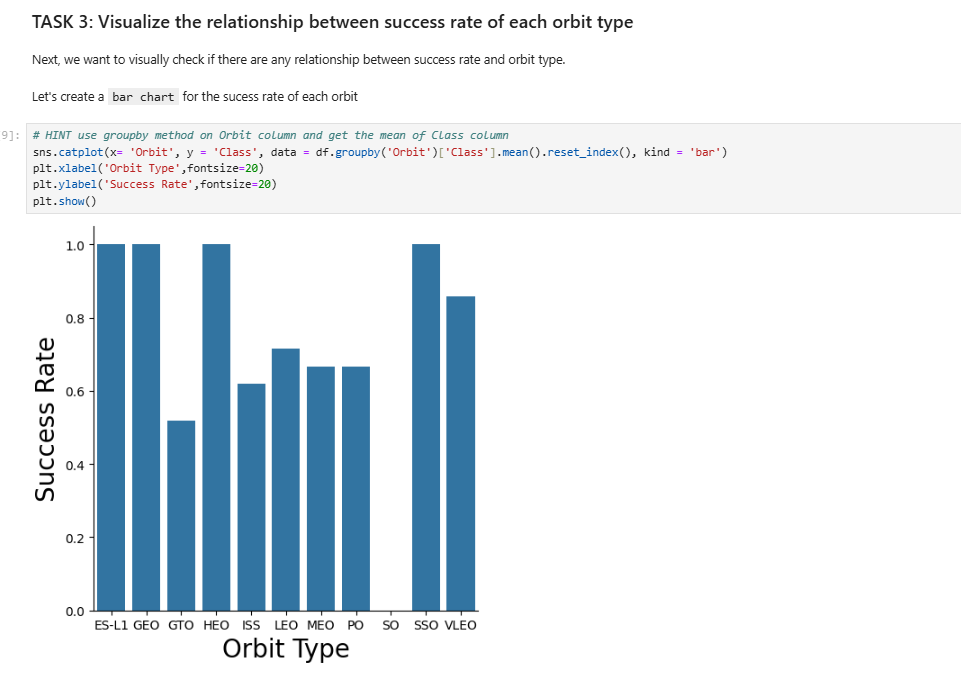 TASK 3: Visualize the relationship between success rate of each orbit type
Next, we want to visually check if there are any relationship between success rate and orbit type.
Let's create a bar chart for the sucess rate of each orbit
9]:
# HINT use groupby method on Orbit column and get the mean of Class column
sns.catplot(x= 'Orbit', y = 'Class', data = df.groupby('Orbit')['Class'].mean().reset_index(), kind = 'bar')
plt.xlabel('Orbit Type',fontsize=20)
plt.ylabel('Success Rate',fontsize=20)
plt.show()
1.0
0.8
0.6
0.4
0.2
0.0
Success Rate
ES-L1 GEO GTO HEO ISS LEO MEO PO SO SSO VLEO
Orbit Type